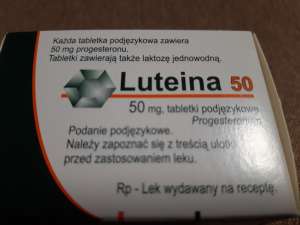 Każda tabletka podjęzykowa zawiera
50 mg progesteronu.
Tabletki zawierają także laktozę jednowodną.
Luteina 50
50 mg, tabletki podjęzykowe
Progesteronum
Podanie podjęzykowe.
Należy zapoznać się z treścią
przed zastosowaniem leku.
Rp - Lek wydawany na receptę.